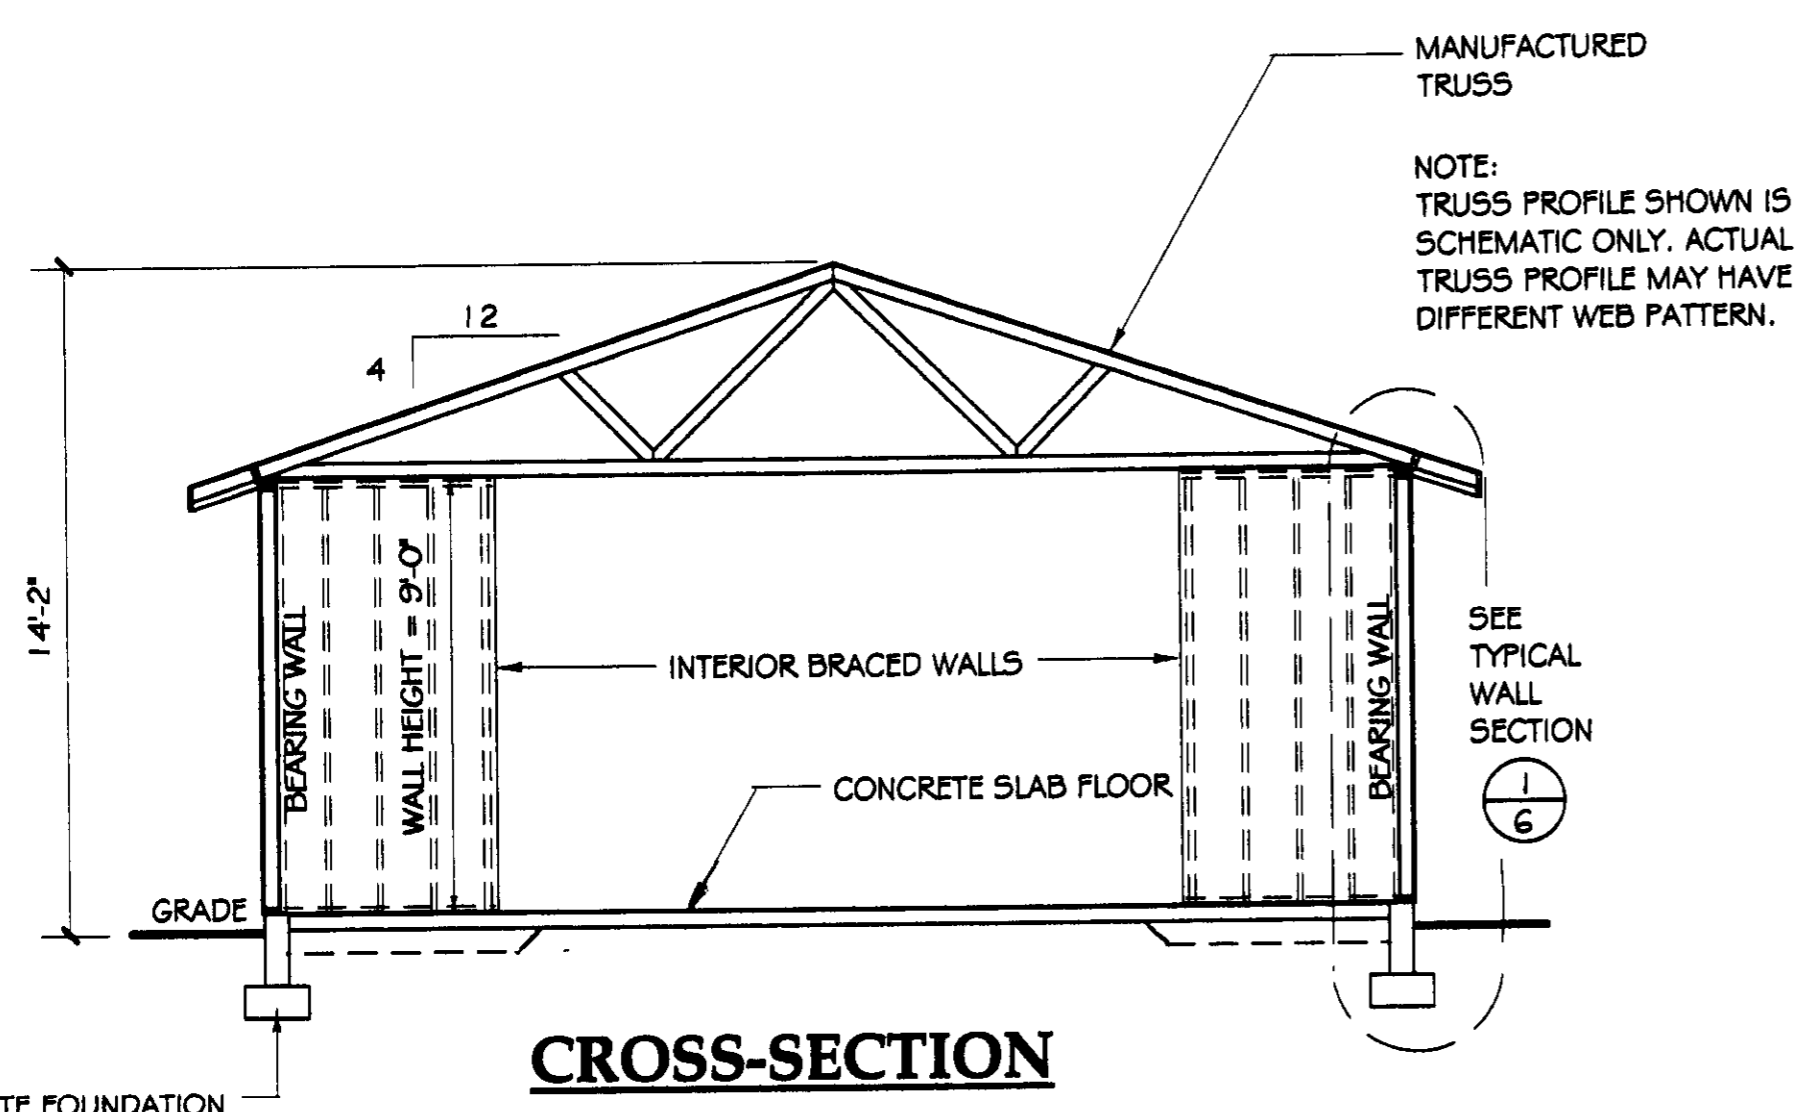 MANUFACTURED
TRUSS
NOTE:
TRUSS PROFILE SHOWN IS
SCHEMATIC ONLY. ACTUAL
TRUSS PROFILE MAY HAVE
DIFFERENT WEB PATTERN.
12
4
14'-2"
BEARING WALL
WALL HEIGHT = 9'-0"
INTERIOR BRACED WALLS
BEARING WALL
SEE
TYPICAL
WALL
SECTION
1
6
CONCRETE SLAB FLOOR
GRADE
CROSS-SECTION
FOUNDATION